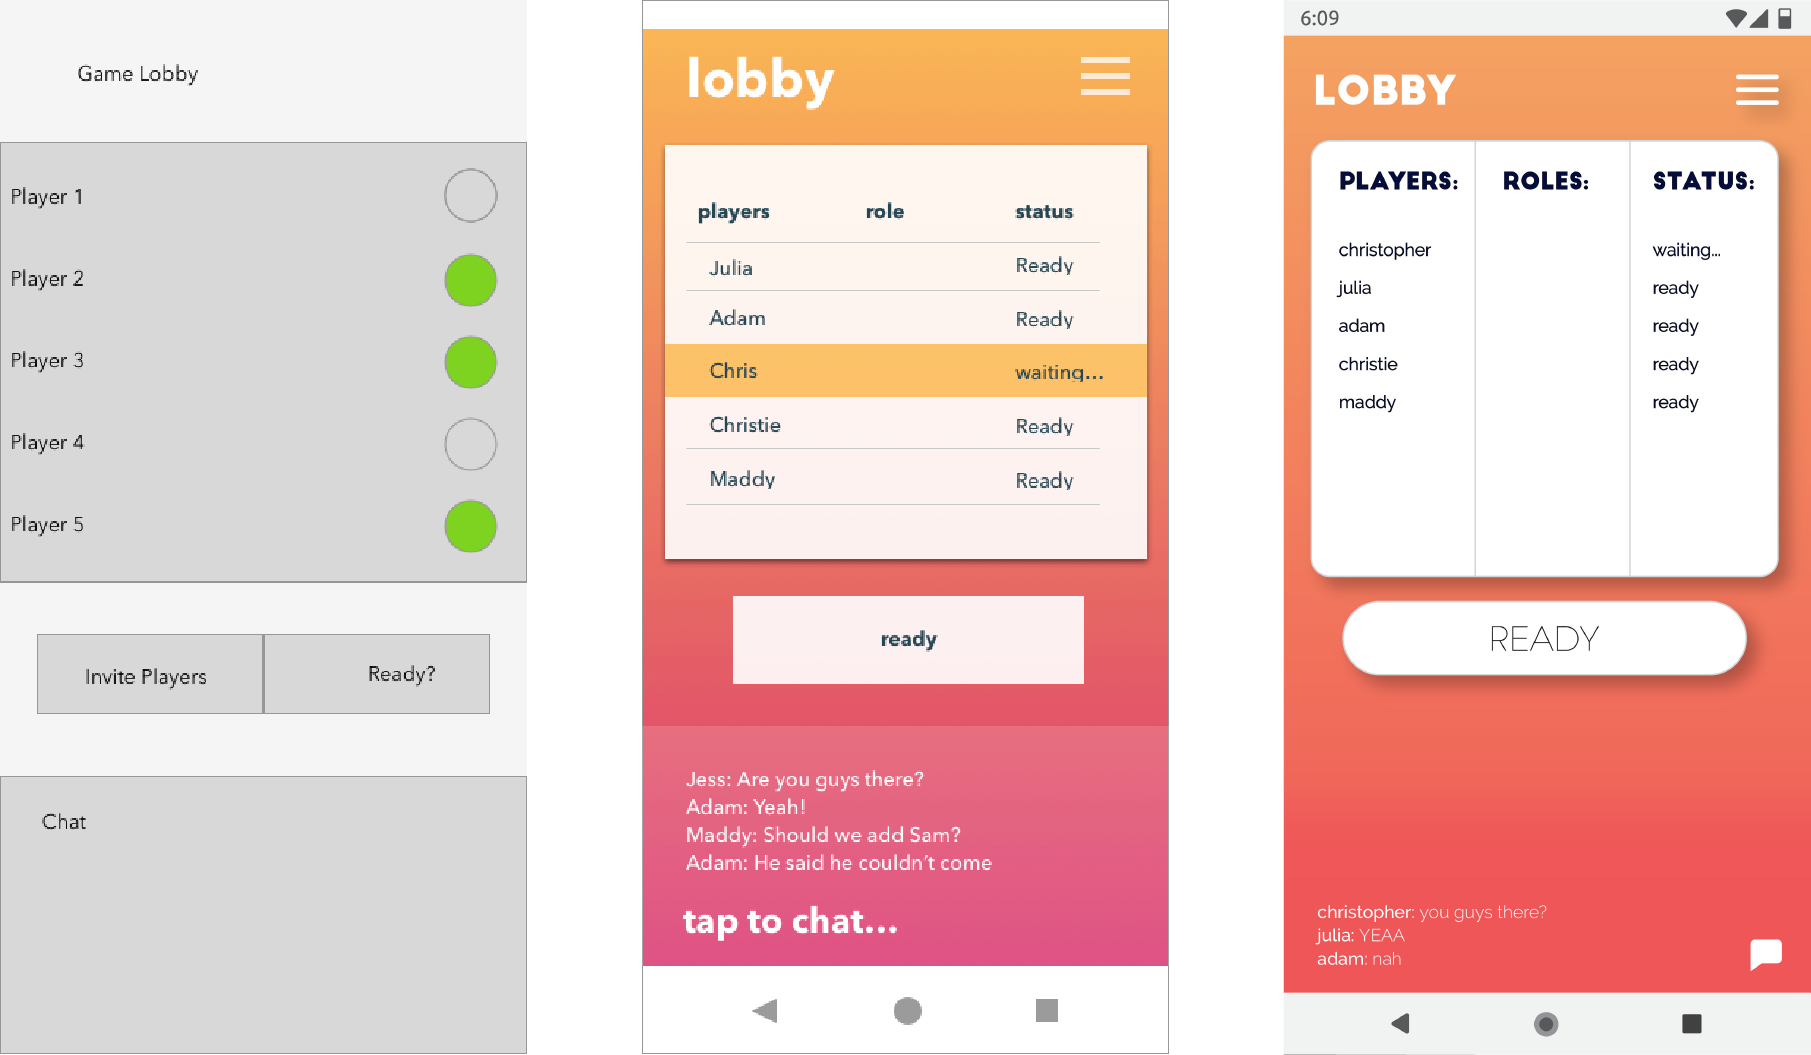 Game Lobby
Player 1
Player 2
Player 3
Player 4
Player 5
Invite Players Ready?
Chat
lobby
players role status
Julia Ready
Adam Ready
Chris waiting...
Christie Ready
Maddy Ready
ready
Jess: Are you guys there?
Adam: Yeah!
Maddy: Should we add Sam?
Adam: He said he couldn't come
tap to chat...
6:09
LOBBY
PLAYERS: ROLES: STATUS:
christopher waiting...
julia ready
adam ready
christie ready
maddy ready
READY
christopher: you guys there?
julia: YEAA
adam: nah